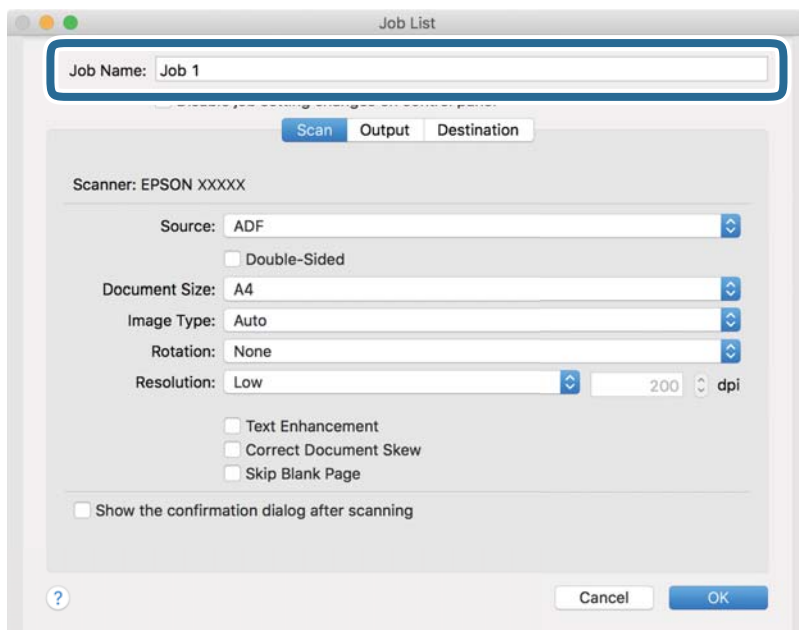 Job List
Job Name: Job 1
Scan Output Destination
Scanner: EPSON XXXXX
Source: ADF
Double-Sided
Document Size: A4
Image Type: Auto
Rotation: None
Resolution: Low 200 dpi
Text Enhancement
Correct Document Skew
Skip Blank Page
Show the confirmation dialog after scanning
? Cancel OK